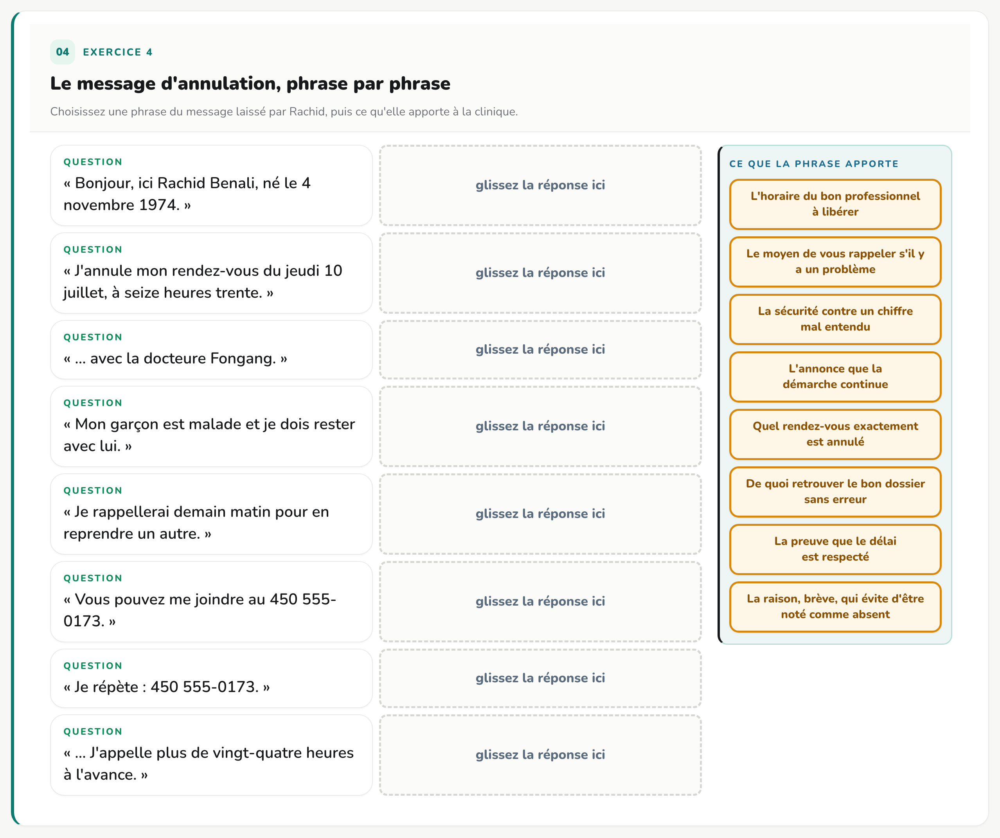 04 EXERCICE 4
Le message d'annulation, phrase par phrase
Choisissez une phrase du message laissé par Rachid, puis ce qu'elle apporte à la clinique.
QUESTION
« Bonjour, ici Rachid Benali, né le 4
novembre 1974. »
glissez la réponse ici
QUESTION
« J'annule mon rendez-vous du jeudi 10
juillet, à seize heures trente. »
glissez la réponse ici
QUESTION
« ... avec la docteure Fongang. »
glissez la réponse ici
QUESTION
« Mon garçon est malade et je dois rester
avec lui. »
glissez la réponse ici
QUESTION
« Je rappellerai demain matin pour en
reprendre un autre. »
glissez la réponse ici
QUESTION
« Vous pouvez me joindre au 450 555-
0173. »
glissez la réponse ici
QUESTION
« Je répète : 450 555-0173. »
glissez la réponse ici
QUESTION
« ... J'appelle plus de vingt-quatre heures
à l'avance. »
glissez la réponse ici
CE QUE LA PHRASE APPORTE
L'horaire du bon professionnel
à libérer
Le moyen de vous rappeler s'il y
a un problème
La sécurité contre un chiffre
mal entendu
L'annonce que la
démarche continue
Quel rendez-vous exactement
est annulé
De quoi retrouver le bon dossier
sans erreur
La preuve que le délai
est respecté
La raison, brève, qui évite d'être
noté comme absent